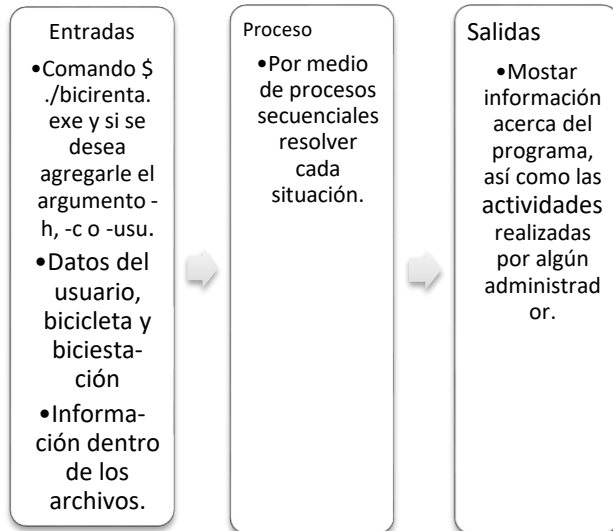 Entradas
•Comando $
./bicirenta.
exe y si se
desea
agregarle el
argumento -
h, -c o -usu.
•Datos del
usuario,
bicicleta y
biciesta-
ción
•Informa-
ción dentro
de los
archivos.
Proceso
•Por medio
de procesos
secuenciales
resolver
cada
situación.
Salidas
•Mostar
información
acerca del
programa,
así como las
actividades
realizadas
por algún
administrad
or.